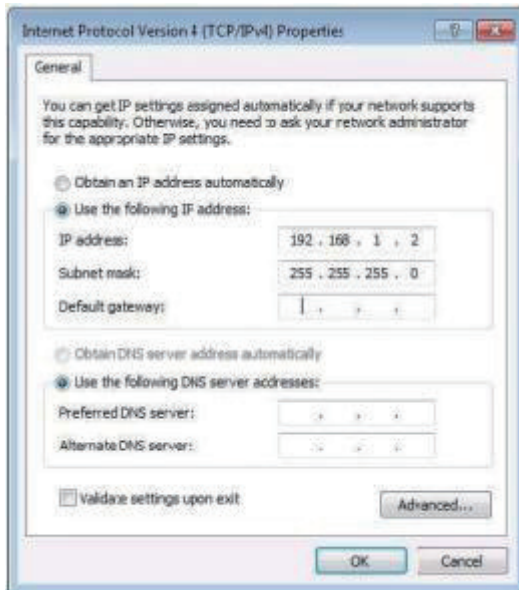 Internet Protocol Version 4 (TCP/IPv4) Properties
General
You can get IP settings assigned automatically if your network supports
this capability. Otherwise, you need to ask your network administrator
for the appropriate IP settings.
Obtain an IP address automatically
Use the following IP address:
IP address: 192 . 168 . 1 . 2
Subnet mask: 255 . 255 . 255 . 0
Default gateway: . . .
Obtain DNS server address automatically
Use the following DNS server addresses:
Preferred DNS server: . . .
Alternate DNS server: . . .
Validate settings upon exit
Advanced...
OK Cancel